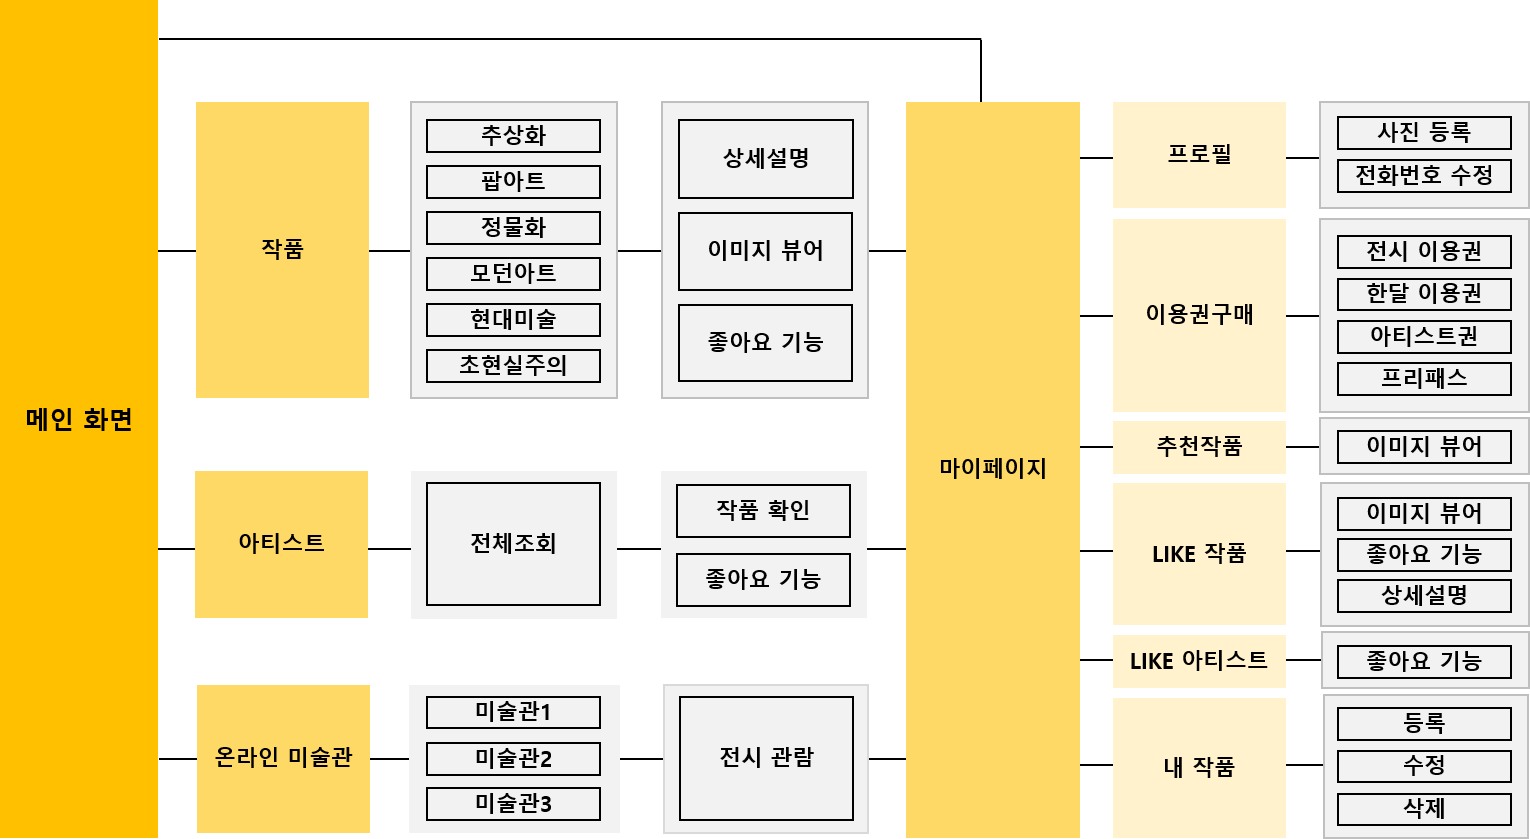 메인 화면
작품
추상화
팝아트
정물화
모던아트
현대미술
초현실주의
상세설명
이미지 뷰어
좋아요 기능
아티스트
전체조회
작품 확인
좋아요 기능
온라인 미술관
미술관1
미술관2
미술관3
전시 관람
마이페이지
프로필
사진 등록
전화번호 수정
이용권구매
전시 이용권
한달 이용권
아티스트권
프리패스
추천작품
이미지 뷰어
LIKE 작품
이미지 뷰어
좋아요 기능
상세설명
LIKE 아티스트
좋아요 기능
내 작품
등록
수정
삭제